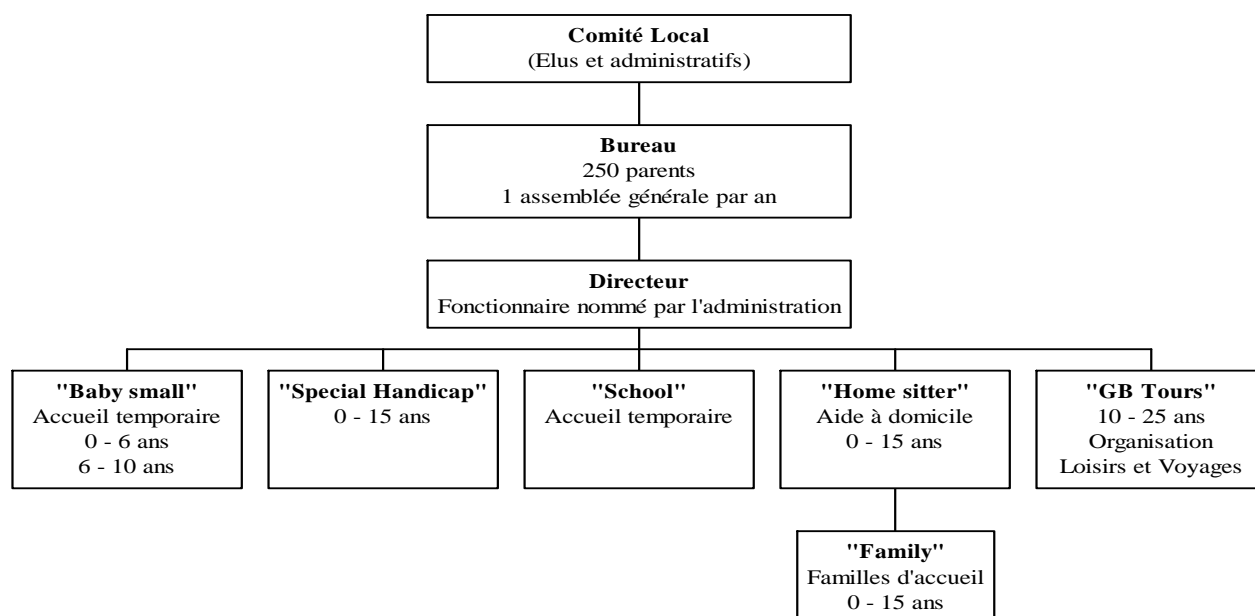 Comité Local
(Elus et administratifs)
Bureau
250 parents
1 assemblée générale par an
Directeur
Fonctionnaire nommé par l'administration
"Baby small"
Accueil temporaire
0 - 6 ans
6 - 10 ans
"Special Handicap"
0 - 15 ans
"School"
Accueil temporaire
"Home sitter"
Aide à domicile
0 - 15 ans
"GB Tours"
10 - 25 ans
Organisation
Loisirs et Voyages
"Family"
Familles d'accueil
0 - 15 ans